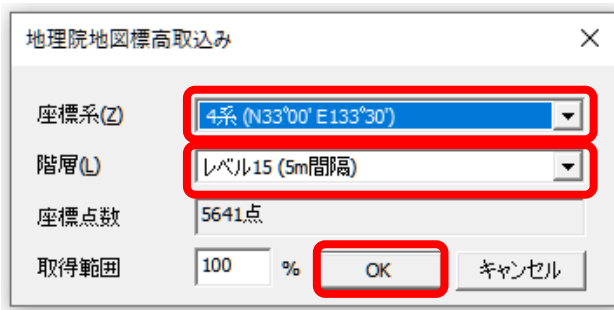 地理院地図標高取込み
座標系(Z) 4系 (N33°00' E133°30')
階層(L) レベル15 (5m間隔)
座標点数 5641点
取得範囲 100 % OK キャンセル